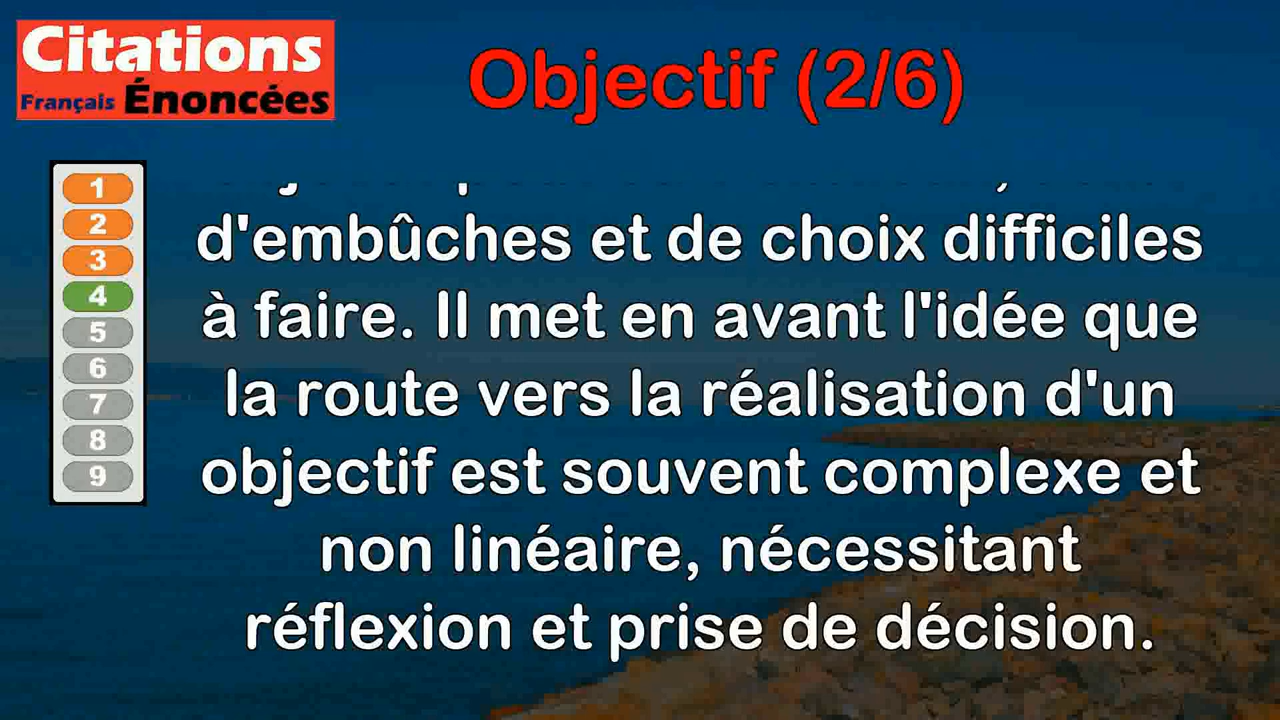 Citations
Français Énoncées
Objectif (2/6)
1
2
3
4
5
6
7
8
9
d'embûches et de choix difficiles
à faire. Il met en avant l'idée que
la route vers la réalisation d'un
objectif est souvent complexe et
non linéaire, nécessitant
réflexion et prise de décision.